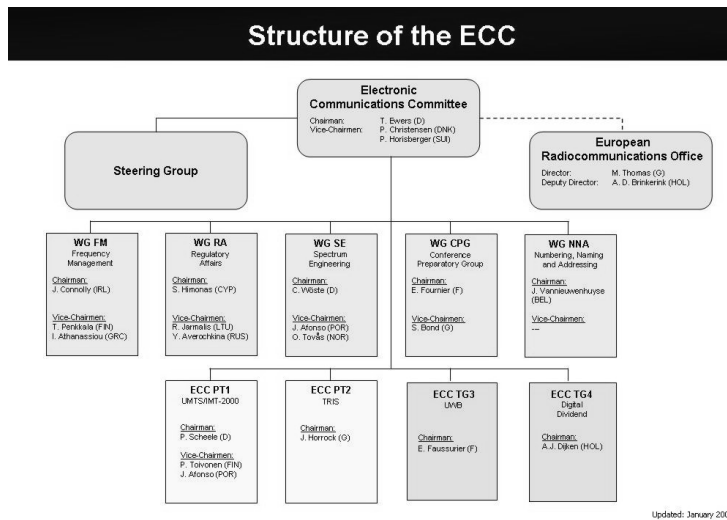 Structure of the ECC
Electronic
Communications Committee
Chairman: T. Ewers (D)
Vice-Chairmen: P. Christensen (DNK)
P. Horisberger (SUI)
Steering Group
European
Radiocommunications Office
Director: M. Thomas (G)
Deputy Director: A. D. Brinkerink (HOL)
WG FM
Frequency
Management
Chairman:
J. Connolly (IRL)
Vice-Chairmen:
T. Penkkala (FIN)
I. Athanassiou (GRC)
WG RA
Regulatory
Affairs
Chairman:
S. Himonas (CYP)
Vice-Chairmen:
R. Jarmalis (LTU)
Y. Averochkina (RUS)
WG SE
Spectrum
Engineering
Chairman:
C. Wöste (D)
Vice-Chairmen:
J. Afonso (POR)
O. Tovås (NOR)
WG CPG
Conference
Preparatory Group
Chairman:
E. Fournier (F)
Vice-Chairmen:
S. Bond (G)
WG NNA
Numbering, Naming
and Addressing
Chairman:
J. Vannieuwenhuyse
(BEL)
Vice-Chairmen:
---
ECC PT1
UMTS/IMT-2000
Chairman:
P. Scheele (D)
Vice-Chairmen:
P. Toivonen (FIN)
J. Afonso (POR)
ECC PT2
TRIS
Chairman:
J. Horrock (G)
ECC TG3
UWB
Chairman:
E. Faussurier (F)
ECC TG4
Digital
Dividend
Chairman:
A.J. Dijken (HOL)
Updated: January